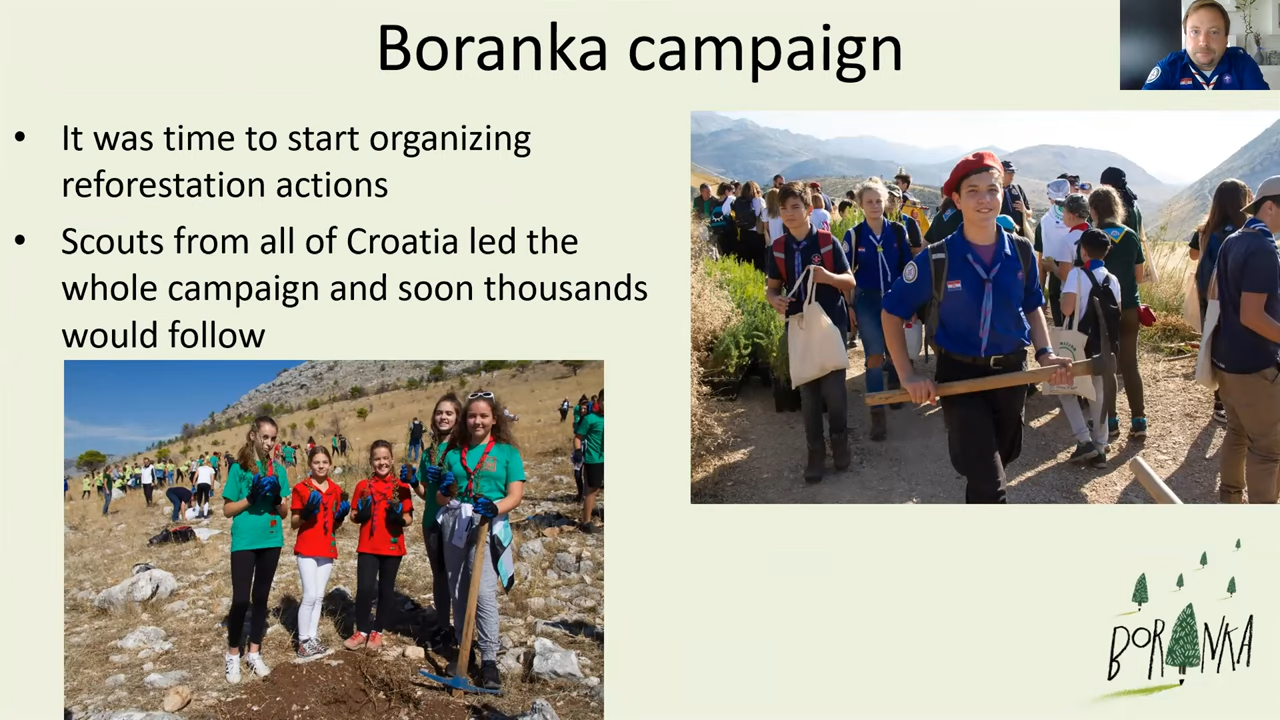 Boranka campaign
• It was time to start organizing
reforestation actions
• Scouts from all of Croatia led the
whole campaign and soon thousands
would follow
BORANKA